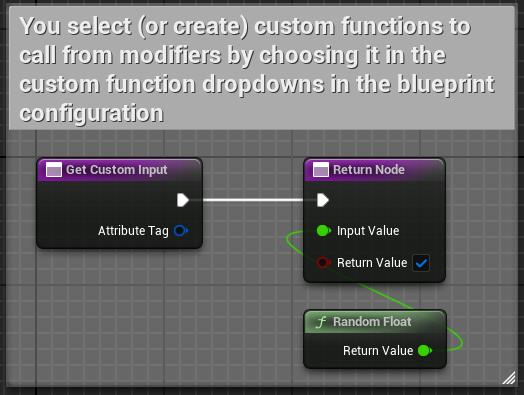 You select (or create) custom functions to
call from modifiers by choosing it in the
custom function dropdowns in the blueprint
configuration
Get Custom Input
Return Node
Attribute Tag
Input Value
Return Value
f Random Float
Return Value